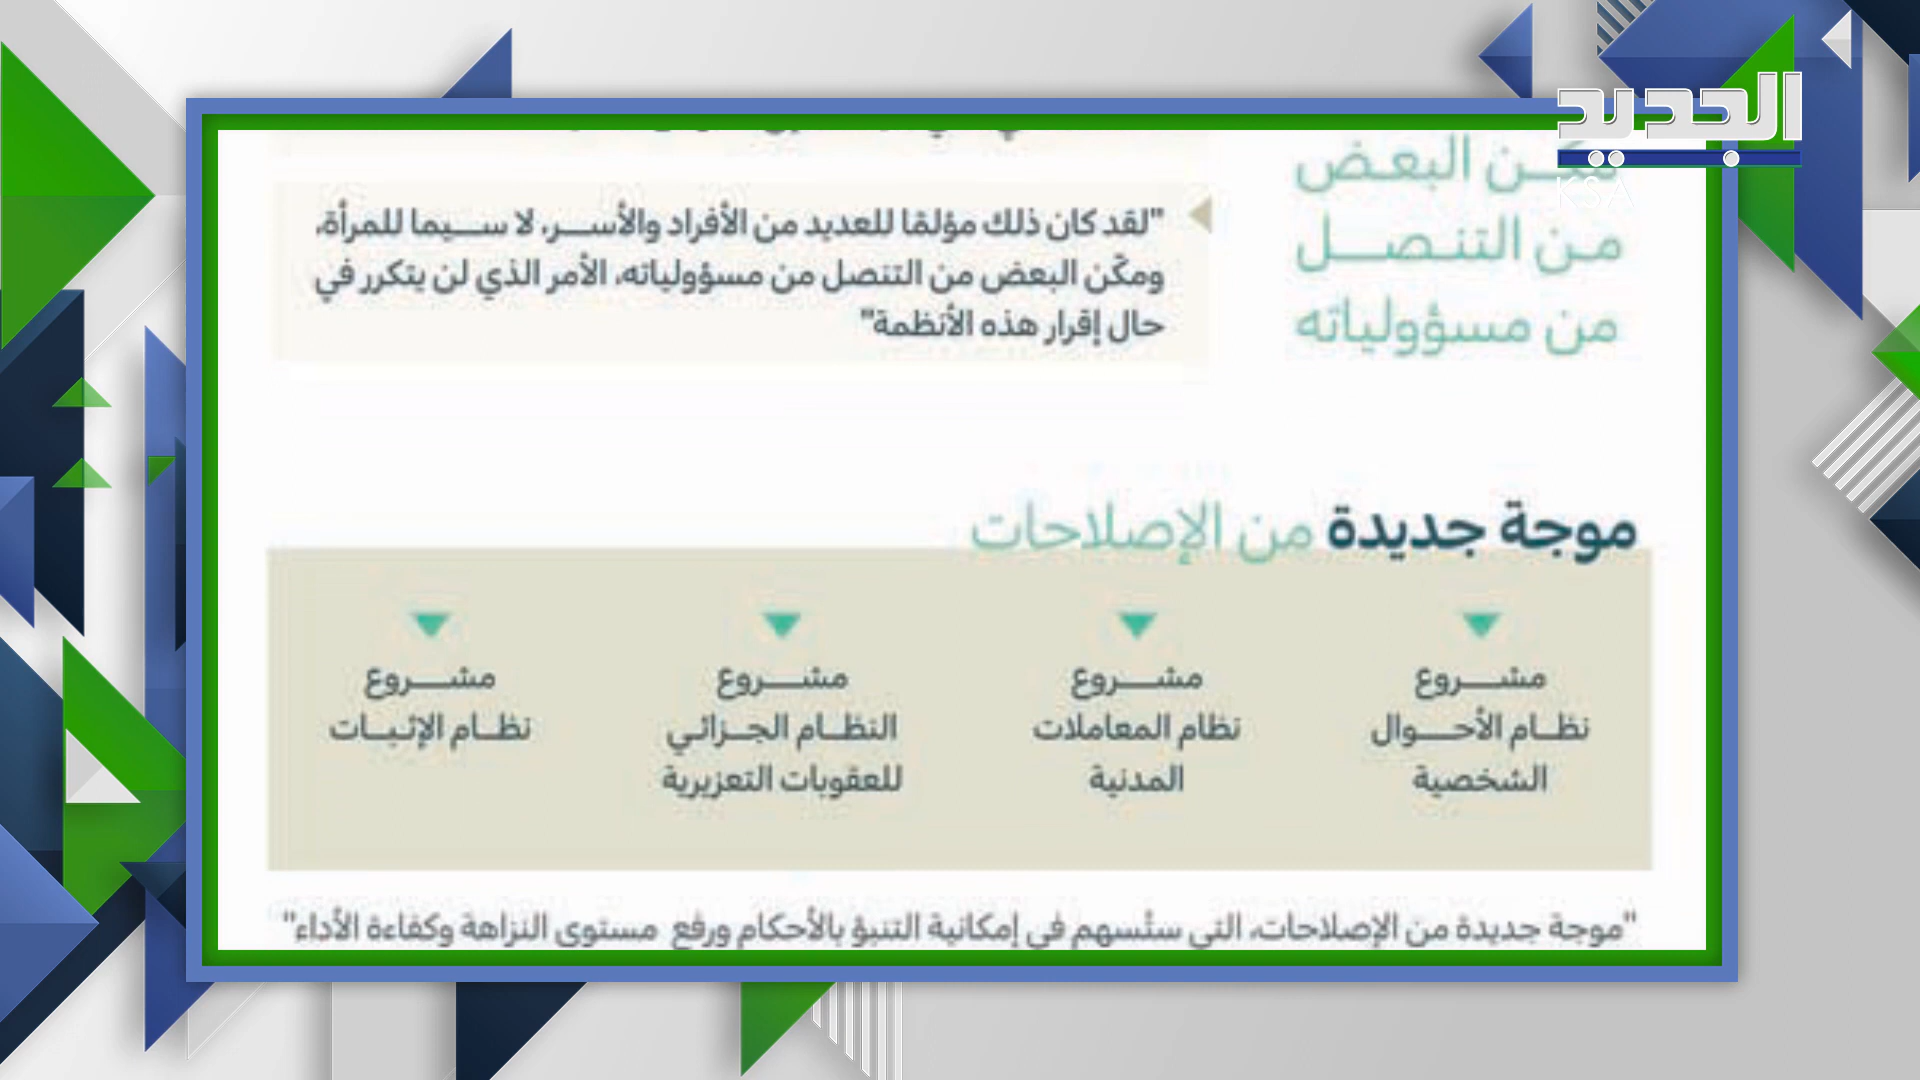 الجديد
KSA
مكّن البعض
من التنصل
من مسؤولياته
"لقد كان ذلك مؤلمًا للعديد من الأفراد والأسر، لا سيما للمرأة،
ومكّن البعض من التنصل من مسؤولياته، الأمر الذي لن يتكرر في
حال إقرار هذه الأنظمة"
موجة جديدة من الإصلاحات
مشروع
نظام الأحوال
الشخصية
مشروع
نظام المعاملات
المدنية
مشروع
النظام الجزائي
للعقوبات التعزيرية
مشروع
نظام الإثبات
"موجة جديدة من الإصلاحات، التي ستُسهم في إمكانية التنبؤ بالأحكام ورفع مستوى النزاهة وكفاءة الأداء"